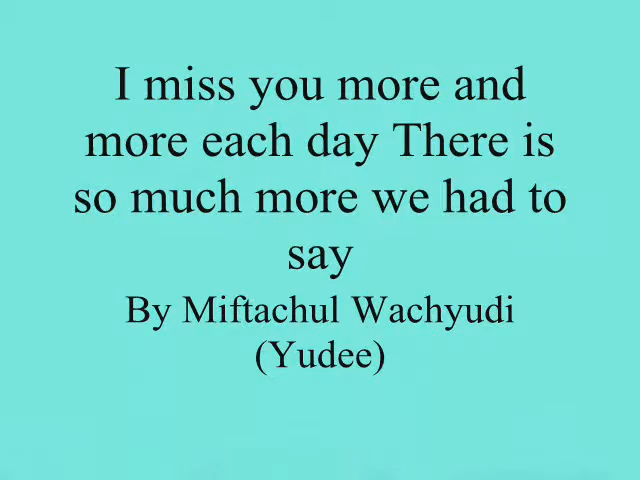 I miss you more and
more each day There is
so much more we had to
say
By Miftachul Wachyudi
(Yudee)